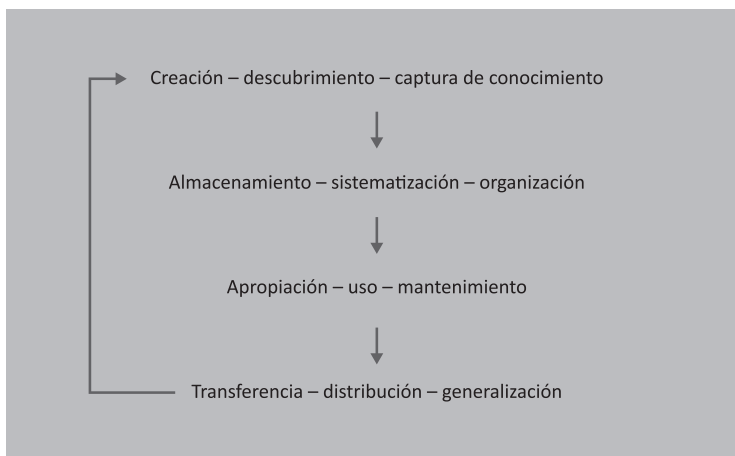 Creación – descubrimiento – captura de conocimiento
Almacenamiento – sistematización – organización
Apropiación – uso – mantenimiento
Transferencia – distribución – generalización